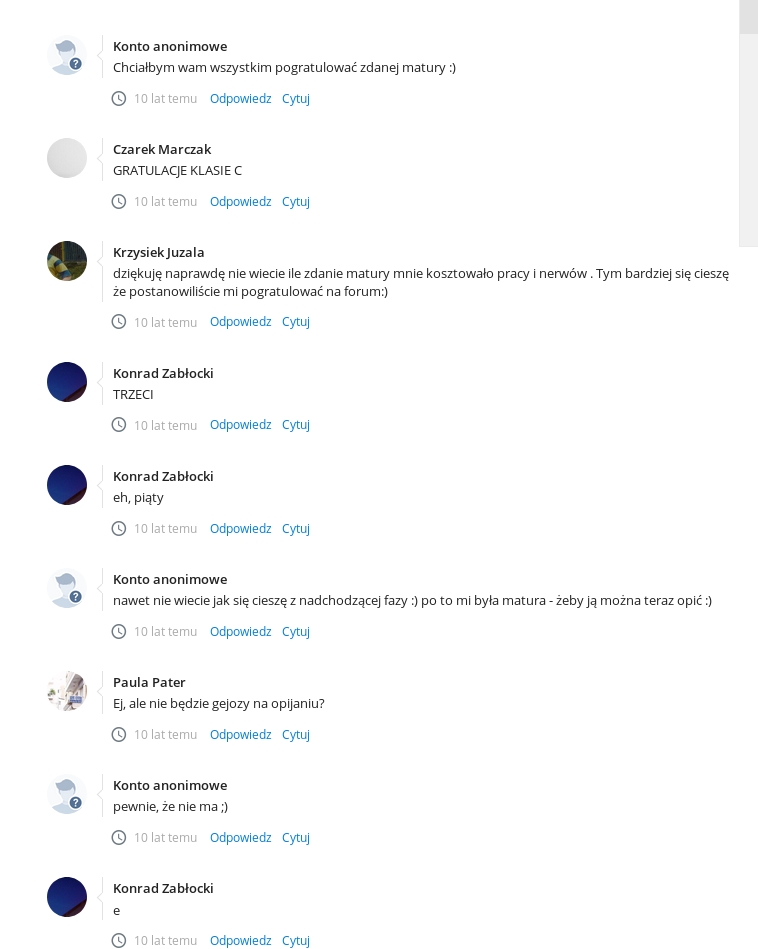 Konto anonimowe
Chciałbym wam wszystkim pogratulować zdanej matury :)
10 lat temu Odpowiedz Cytuj
Czarek Marczak
GRATULACJE KLASIE C
10 lat temu Odpowiedz Cytuj
Krzysiek Juzala
dziękuję naprawdę nie wiecie ile zdanie matury mnie kosztowało pracy i nerwów . Tym bardziej się cieszę
że postanowiliście mi pogratulować na forum:)
10 lat temu Odpowiedz Cytuj
Konrad Zabłocki
TRZECI
10 lat temu Odpowiedz Cytuj
Konrad Zabłocki
eh, piąty
10 lat temu Odpowiedz Cytuj
Konto anonimowe
nawet nie wiecie jak się cieszę z nadchodzącej fazy :) po to mi była matura - żeby ją można teraz opić :)
10 lat temu Odpowiedz Cytuj
Paula Pater
Ej, ale nie będzie gejozy na opijaniu?
10 lat temu Odpowiedz Cytuj
Konto anonimowe
pewnie, że nie ma ;)
10 lat temu Odpowiedz Cytuj
Konrad Zabłocki
e
10 lat temu Odpowiedz Cytuj